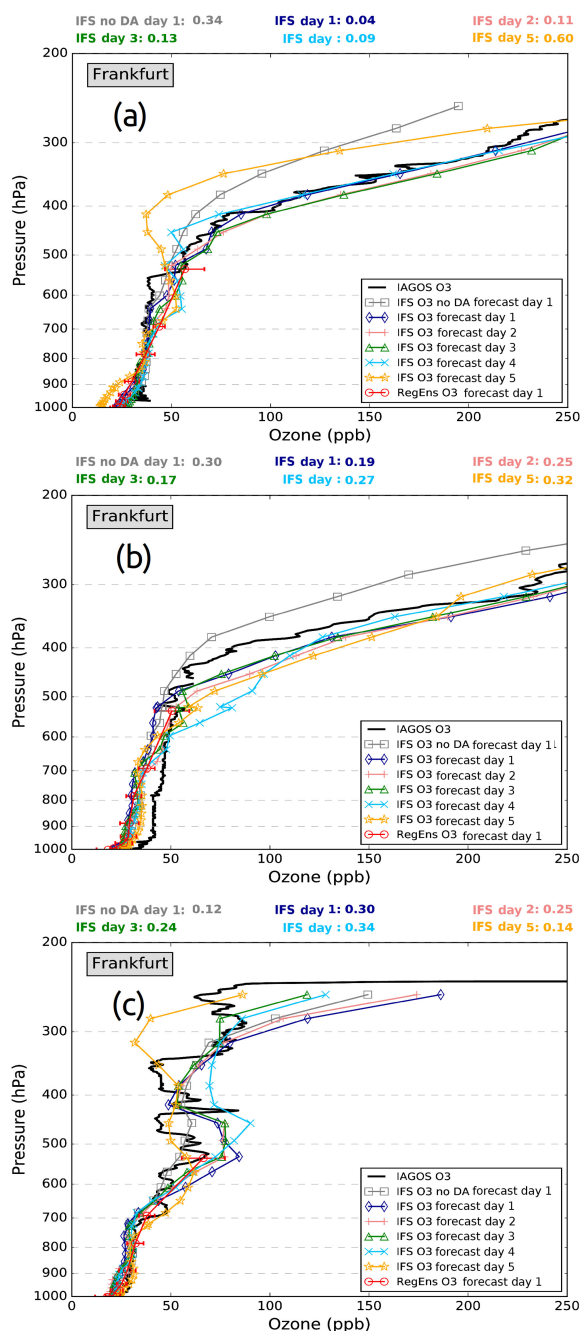 IFS no DA day 1: 0.34 IFS day 1: 0.04 IFS day 2: 0.11
IFS day 3: 0.13 IFS day : 0.09 IFS day 5: 0.60
200
300
400
500
600
700
800
900
1000
Pressure (hPa)
Frankfurt
(a)
IAGOS O3
IFS O3 no DA forecast day 1
IFS O3 forecast day 1
IFS O3 forecast day 2
IFS O3 forecast day 3
IFS O3 forecast day 4
IFS O3 forecast day 5
RegEns O3 forecast day 1
0 50 100 150 200 250
Ozone (ppb)
IFS no DA day 1: 0.30 IFS day 1: 0.19 IFS day 2: 0.25
IFS day 3: 0.17 IFS day : 0.27 IFS day 5: 0.32
200
300
400
500
600
700
800
900
1000
Pressure (hPa)
Frankfurt
(b)
IAGOS O3
IFS O3 no DA forecast day 1
IFS O3 forecast day 1
IFS O3 forecast day 2
IFS O3 forecast day 3
IFS O3 forecast day 4
IFS O3 forecast day 5
RegEns O3 forecast day 1
0 50 100 150 200 250
Ozone (ppb)
IFS no DA day 1: 0.12 IFS day 1: 0.30 IFS day 2: 0.25
IFS day 3: 0.24 IFS day : 0.34 IFS day 5: 0.14
200
300
400
500
600
700
800
900
1000
Pressure (hPa)
Frankfurt
(c)
IAGOS O3
IFS O3 no DA forecast day 1
IFS O3 forecast day 1
IFS O3 forecast day 2
IFS O3 forecast day 3
IFS O3 forecast day 4
IFS O3 forecast day 5
RegEns O3 forecast day 1
0 50 100 150 200 250
Ozone (ppb)